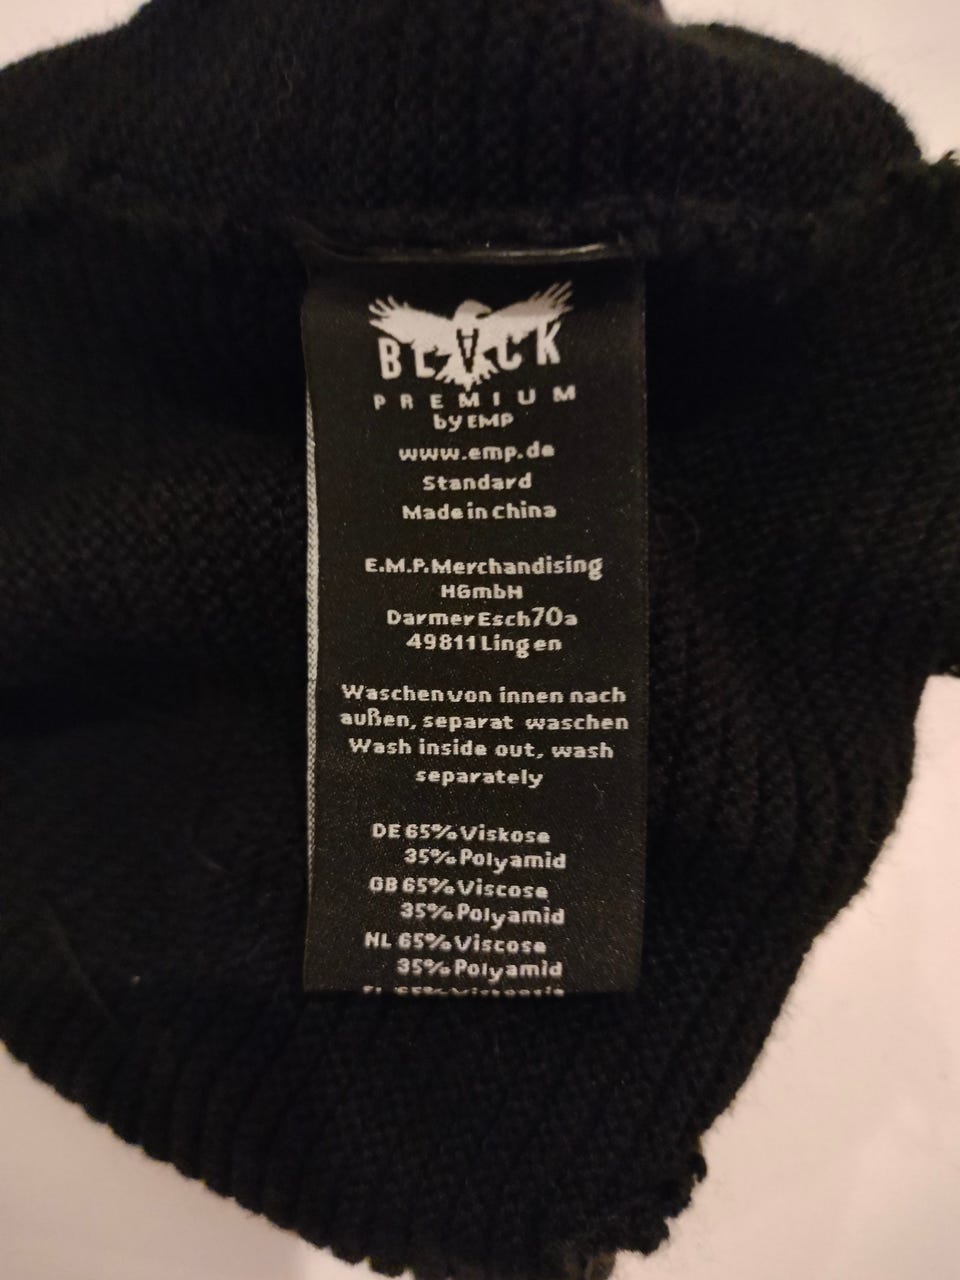 BLACK
PREMIUM
by EMP
www.emp.de
Standard
Made in China
E.M.P. Merchandising
HGmbH
Darmer Esch 70a
49811 Lingen
Waschen von innen nach
außen, separat waschen
Wash inside out, wash
separately
DE 65% Viskose
35% Polyamid
GB 65% Viscose
35% Polyamid
NL 65% Viscose
35% Polyamid